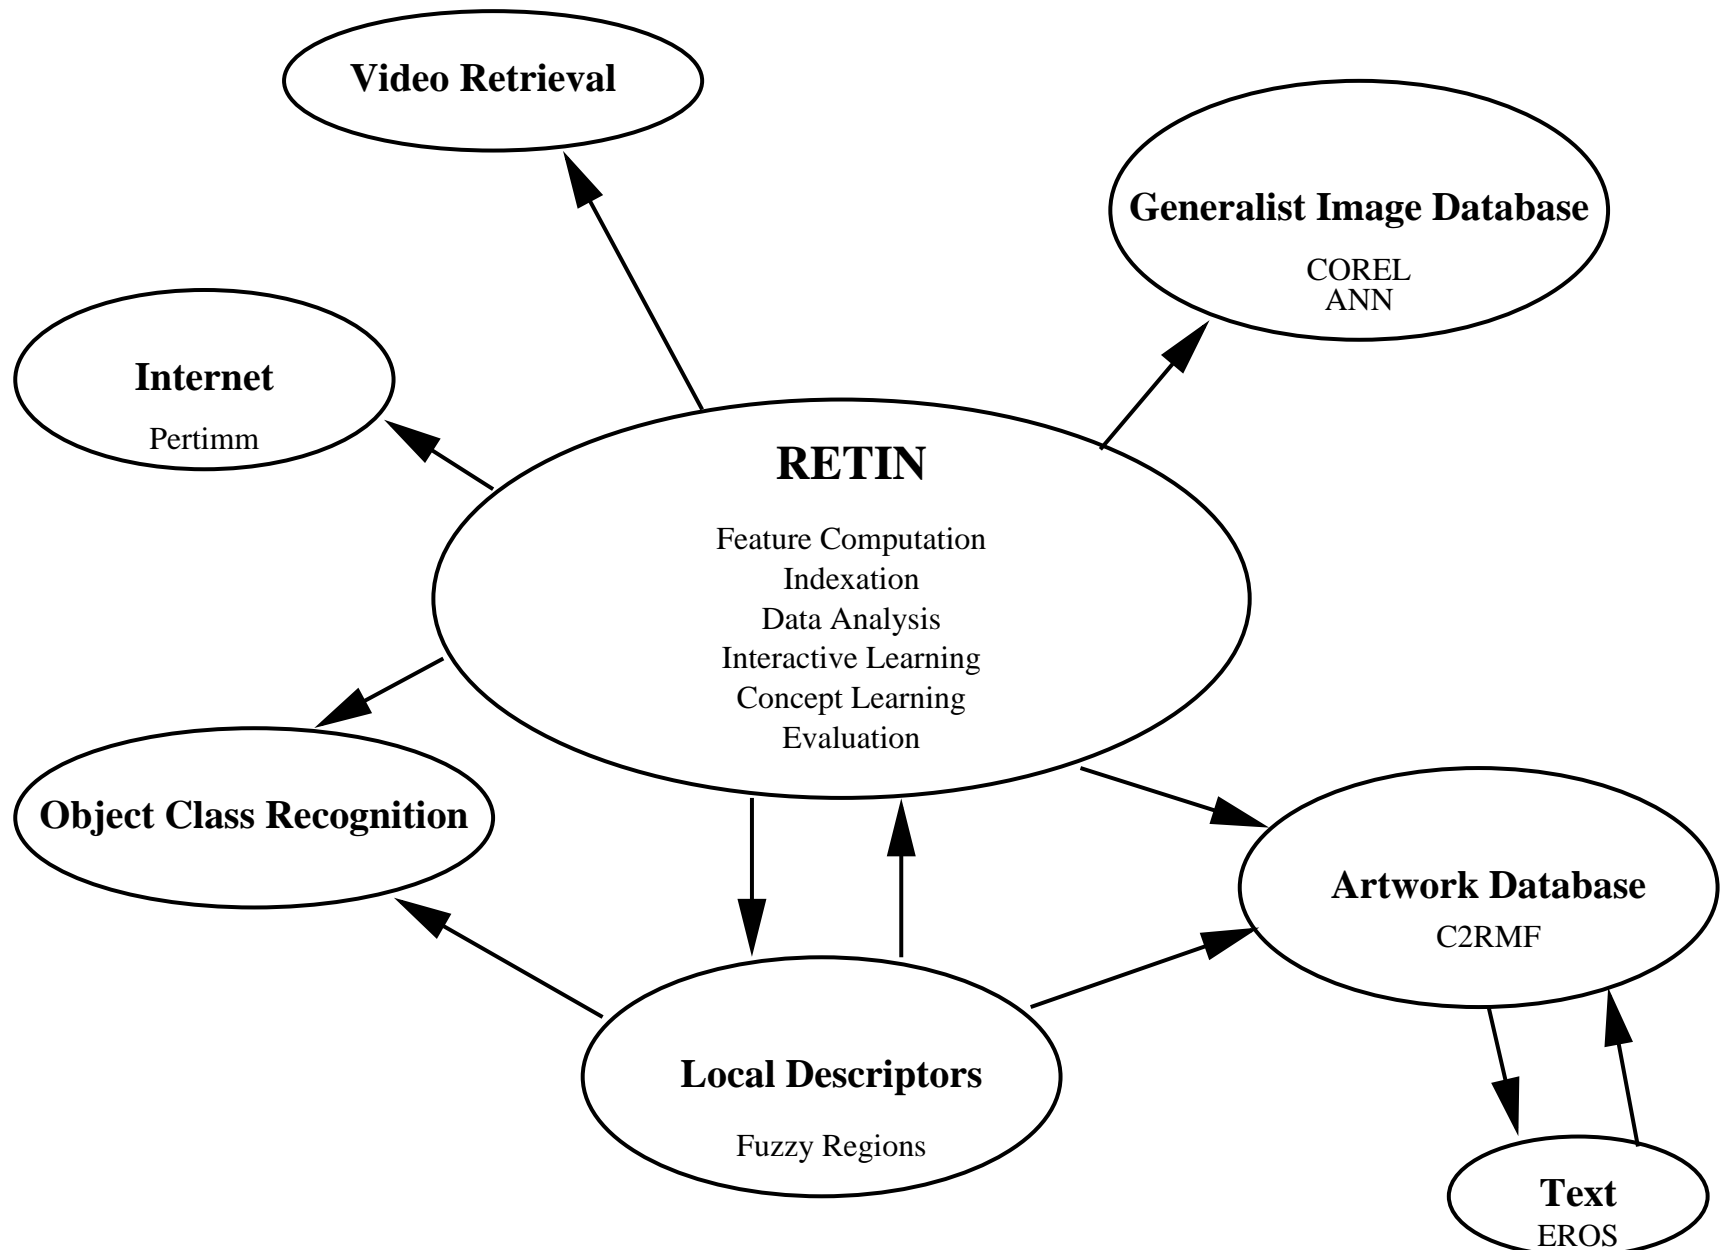 Video Retrieval
Generalist Image Database
COREL
ANN
Internet
Pertimm
RETIN
Feature Computation
Indexation
Data Analysis
Interactive Learning
Concept Learning
Evaluation
Object Class Recognition
Artwork Database
C2RMF
Local Descriptors
Fuzzy Regions
Text
EROS